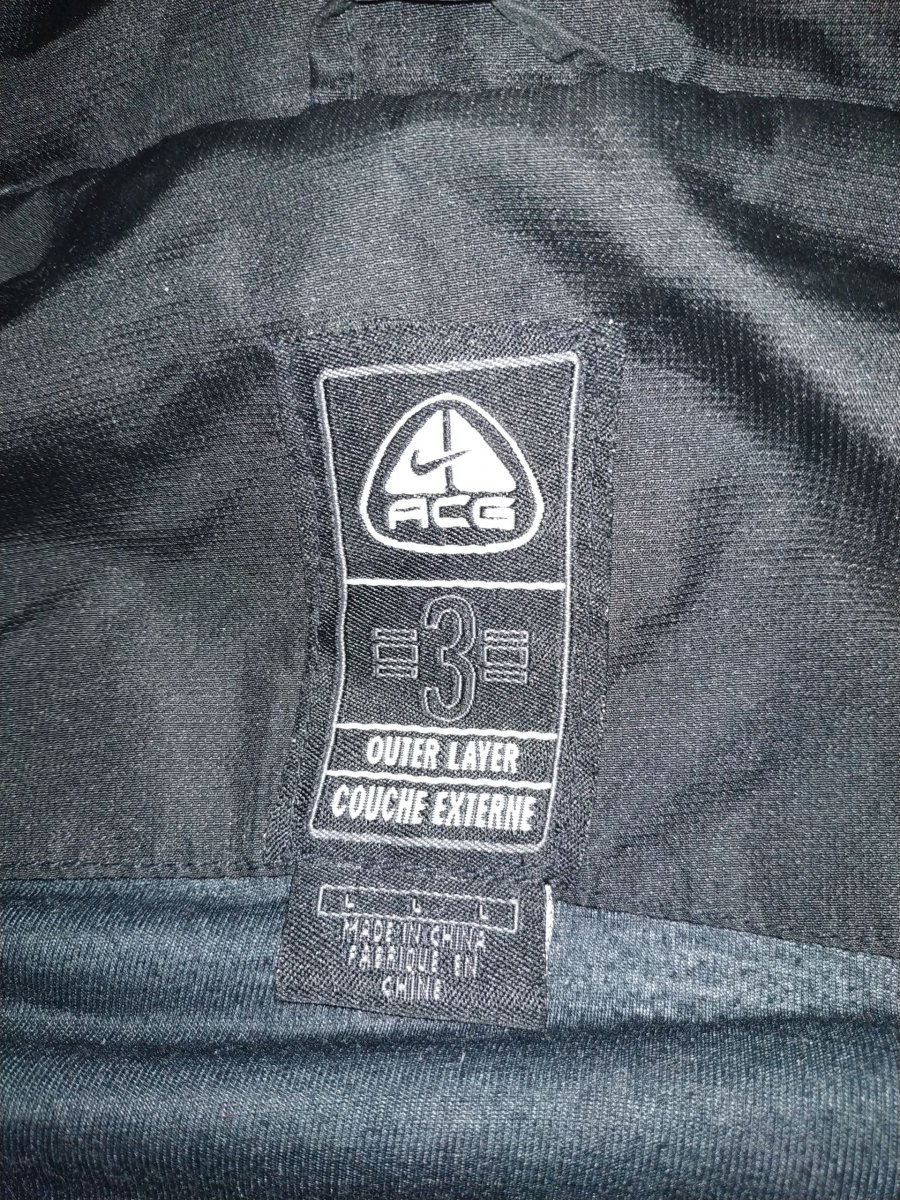 ACG
3
OUTER LAYER
COUCHE EXTERNE
L L L
MADE IN CHINA
FABRIQUE EN
CHINE